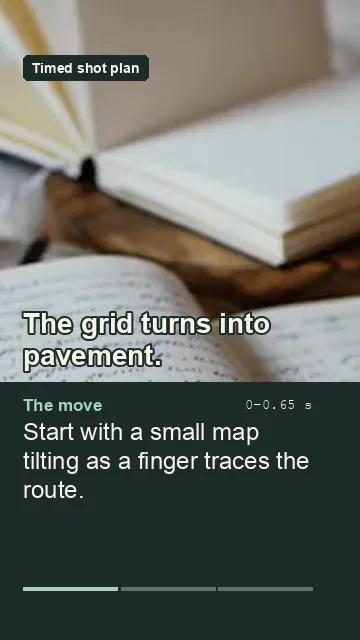 Timed shot plan
The grid turns into
pavement.
The move
0–0.65 s
Start with a small map
tilting as a finger traces the
route.